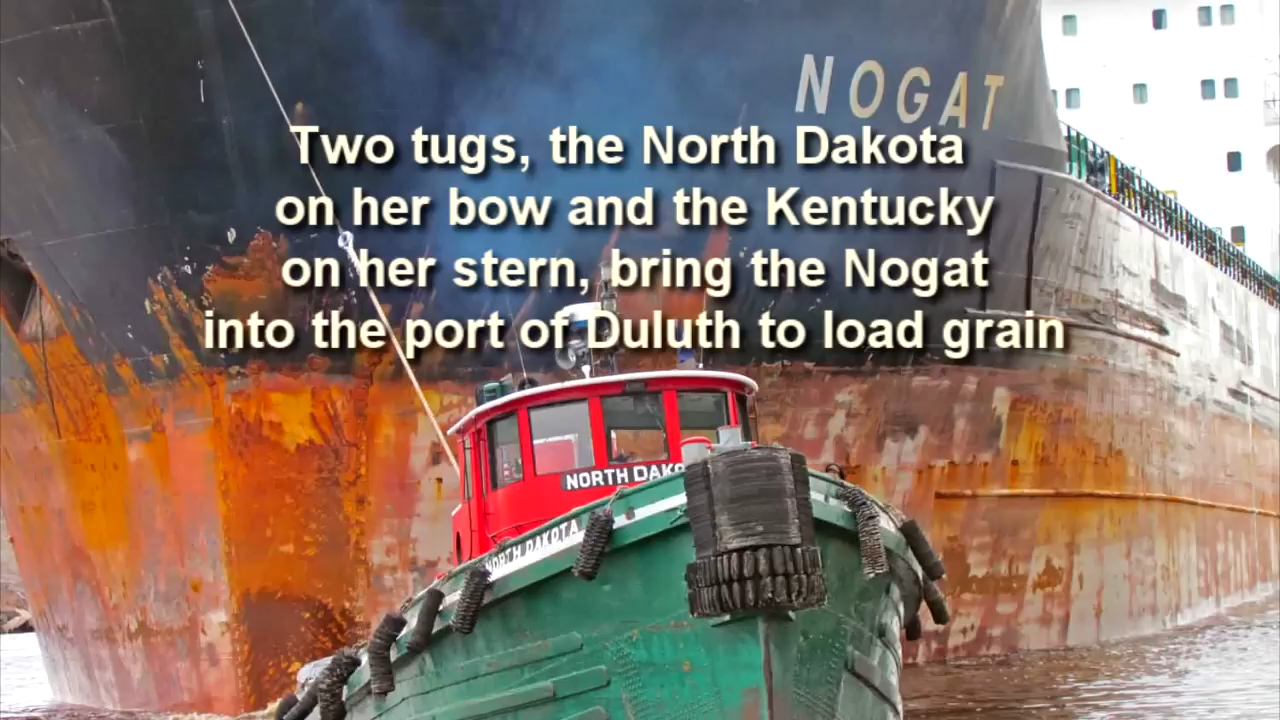 NOGAT
Two tugs, the North Dakota
on her bow and the Kentucky
on her stern, bring the Nogat
into the port of Duluth to load grain
NORTH DAKO
NORTH DAKOTA